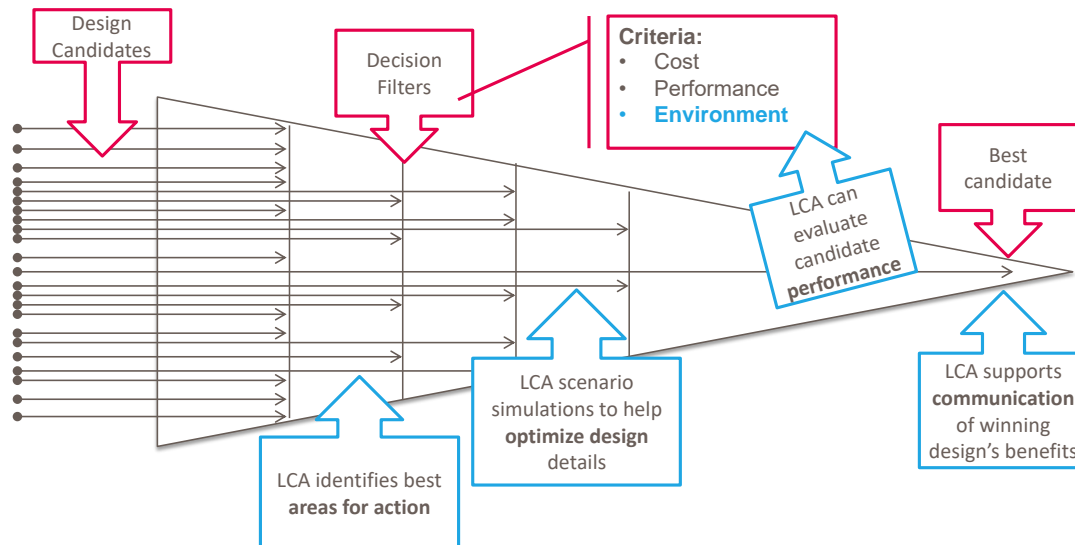 Design
Candidates
Decision
Filters
Criteria:
• Cost
• Performance
• Environment
Best
candidate
LCA can
evaluate
candidate
performance
LCA scenario
simulations to help
optimize design
details
LCA identifies best
areas for action
LCA supports
communication
of winning
design's benefits